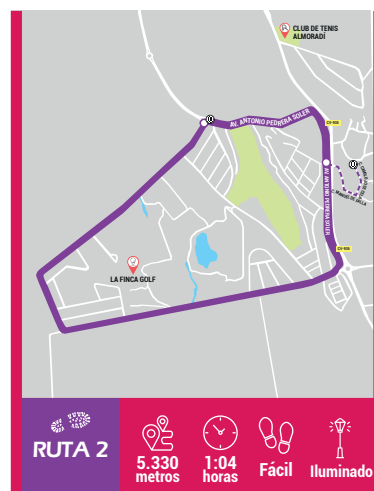 CLUB DE TENIS
ALMORADÍ
AV. ANTONIO PEDRERA SOLER
AV. ANTONIO PEDRERA SOLER
LA FINCA GOLF
RUTA 2
5.330
metros
1:04
horas
Fácil
Iluminado